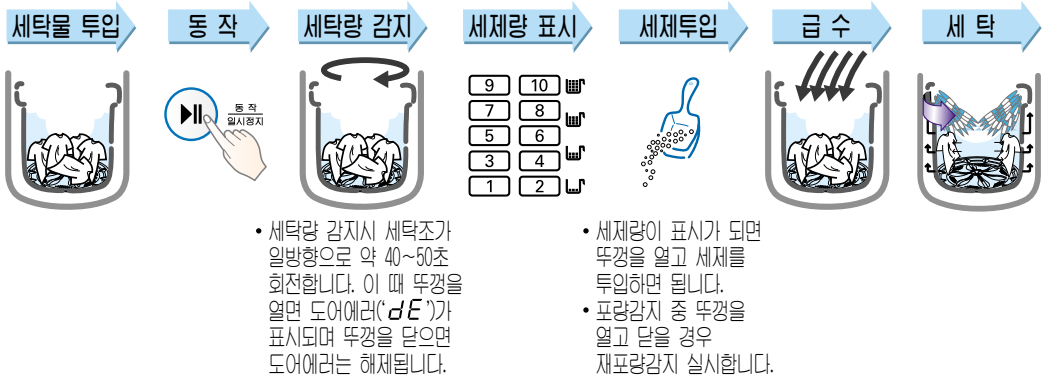 세탁물 투입
동 작
세탁량 감지
세제량 표시
세제투입
급 수
세 탁
동 작
일시정지
9 10
7 8
5 6
3 4
1 2
• 세탁량 감지시 세탁조가
일방향으로 약 40~50초
회전합니다. 이 때 뚜껑을
열면 도어에러(‘dE’)가
표시되며 뚜껑을 닫으면
도어에러는 해제됩니다.
• 세제량이 표시가 되면
뚜껑을 열고 세제를
투입하면 됩니다.
• 포량감지 중 뚜껑을
열고 닫을 경우
재포량감지 실시합니다.